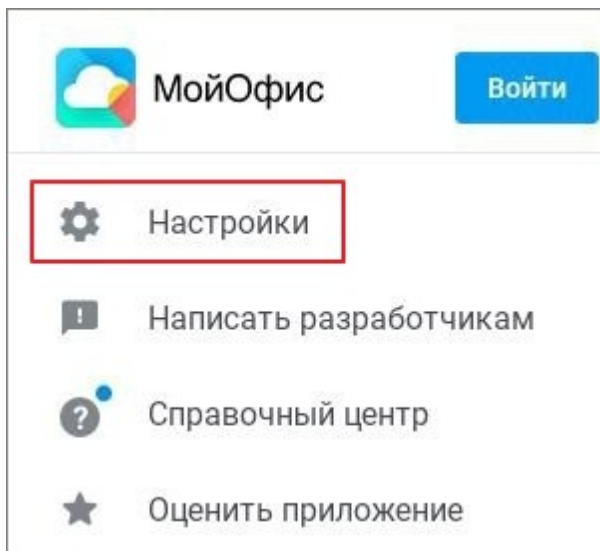 МойОфис
Войти
Настройки
Написать разработчикам
Справочный центр
Оценить приложение